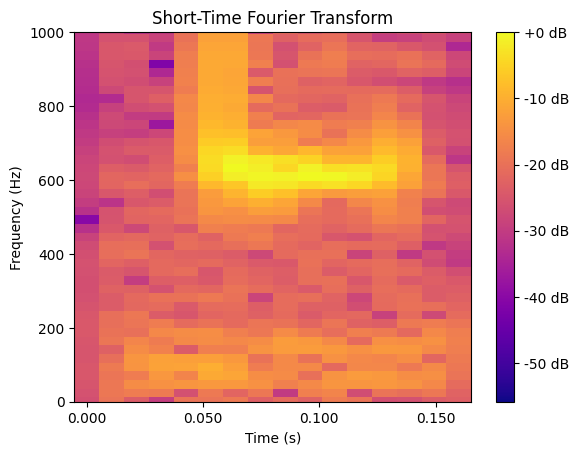 Short-Time Fourier Transform
1000
800
600
400
200
0
Frequency (Hz)
0.000
0.050
0.100
0.150
Time (s)
+0 dB
-10 dB
-20 dB
-30 dB
-40 dB
-50 dB